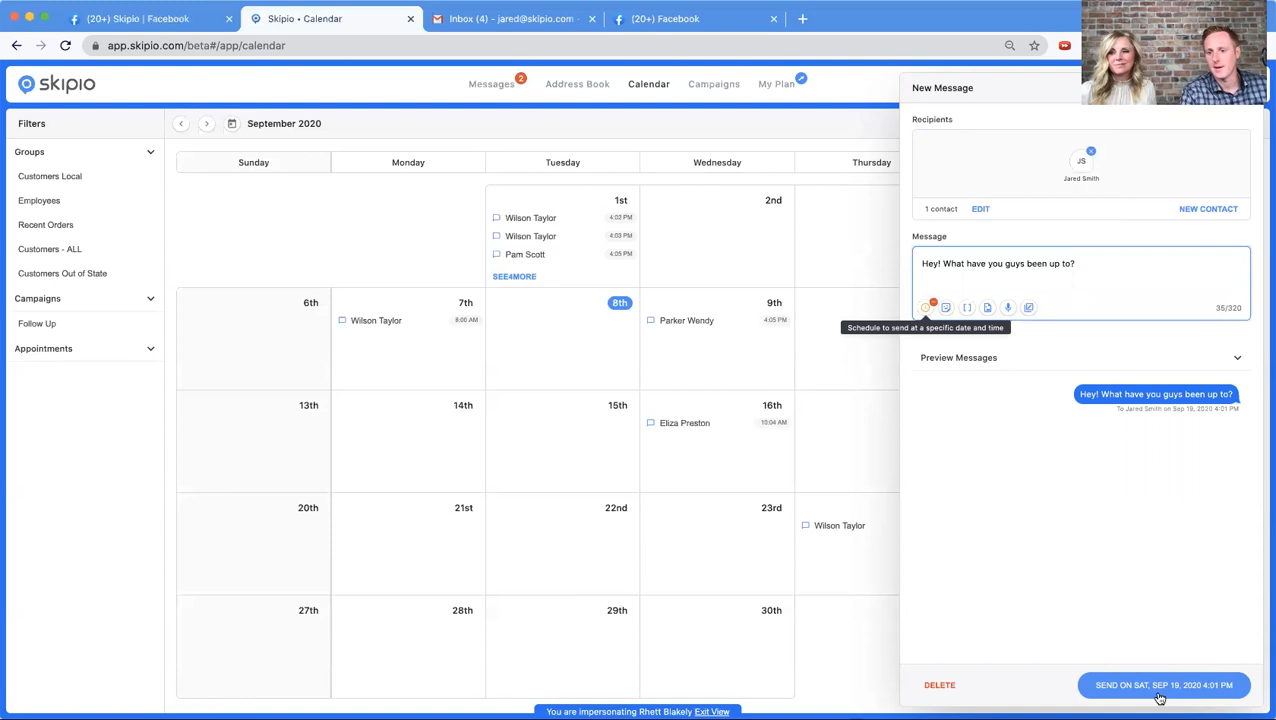 (20+) Skipio | Facebook
Skipio • Calendar
Inbox (4) - jared@skipio.com -
(20+) Facebook
app.skipio.com/beta#/app/calendar
skipio
Messages 2
Address Book
Calendar
Campaigns
My Plan
New Message
Filters
September 2020
Recipients
Groups
Customers Local
Employees
Recent Orders
Customers - ALL
Customers Out of State
Campaigns
Follow Up
Appointments
Sunday Monday Tuesday Wednesday Thursday
1st 2nd
Wilson Taylor 4:02 PM
Wilson Taylor 4:03 PM
Pam Scott 4:05 PM
SEE4MORE
6th 7th 8th 9th
Wilson Taylor 8:00 AM
Parker Wendy 4:05 PM
13th 14th 15th 16th
Eliza Preston 10:04 AM
20th 21st 22nd 23rd
Wilson Taylor
27th 28th 29th 30th
JS
Jared Smith
1 contact EDIT NEW CONTACT
Message
Hey! What have you guys been up to?
35/320
Schedule to send at a specific date and time
Preview Messages
Hey! What have you guys been up to?
To Jared Smith on Sep 19, 2020 4:01 PM
DELETE
SEND ON SAT, SEP 19, 2020 4:01 PM
You are impersonating Rhett Blakely Exit View